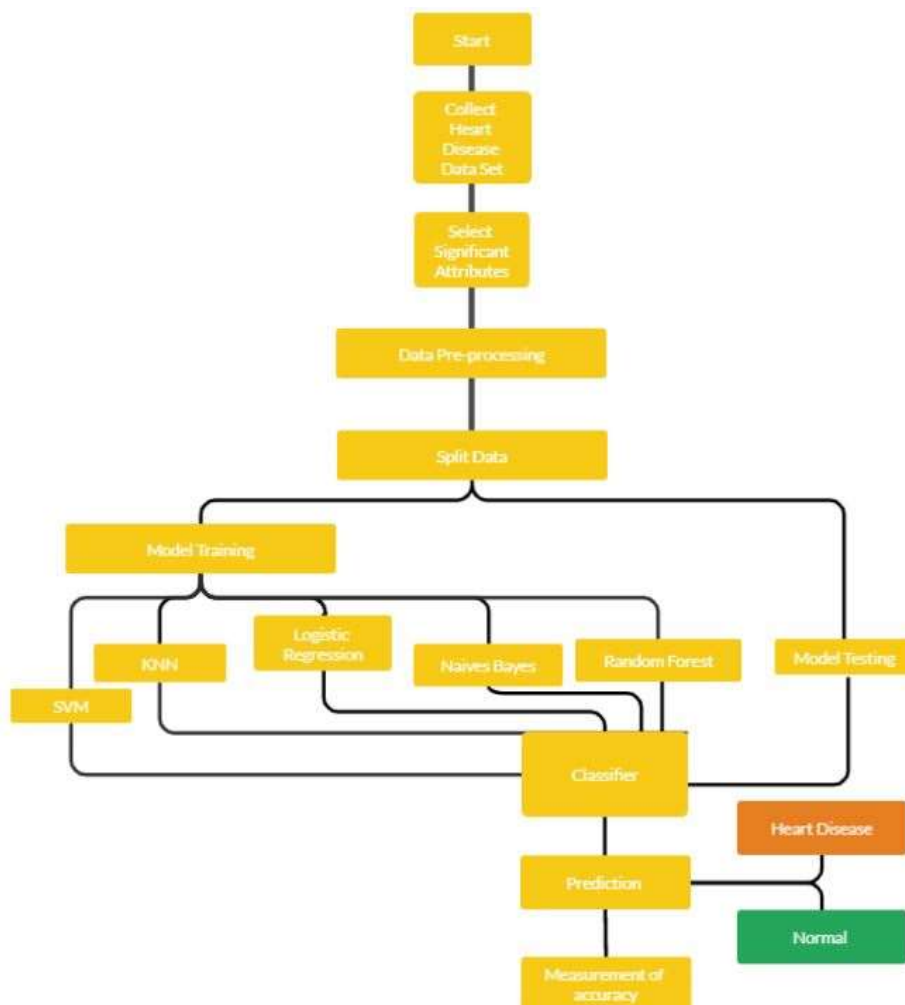 Start
Collect
Heart
Disease
Data Set
Select
Significant
Attributes
Data Pre-processing
Split Data
Model Training
Logistic
Regression
KNN
Naives Bayes
Random Forest
Model Testing
SVM
Classifier
Heart Disease
Prediction
Normal
Measurement of
accuracy